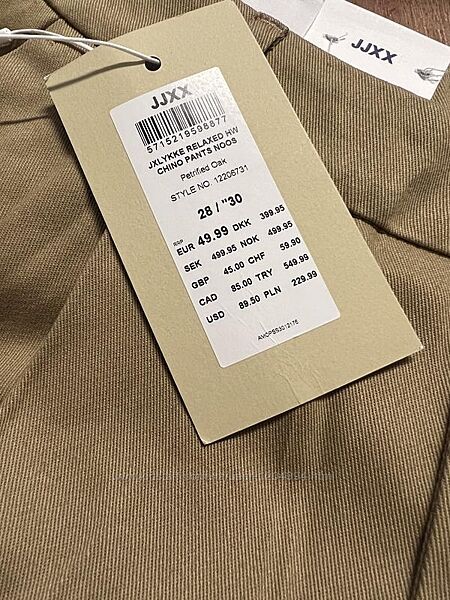 JJXX
JJXX
5715219598877
JXLYKKE RELAXED HW
CHINO PANTS NOOS
Petrified Oak
STYLE NO. 12206731
28 / "30
RRP EUR 49.99 DKK 399.95
SEK 499.95 NOK 499.95
GBP 45.00 CHF 59.90
CAD 85.00 TRY 549.99
USD 89.50 PLN 229.99